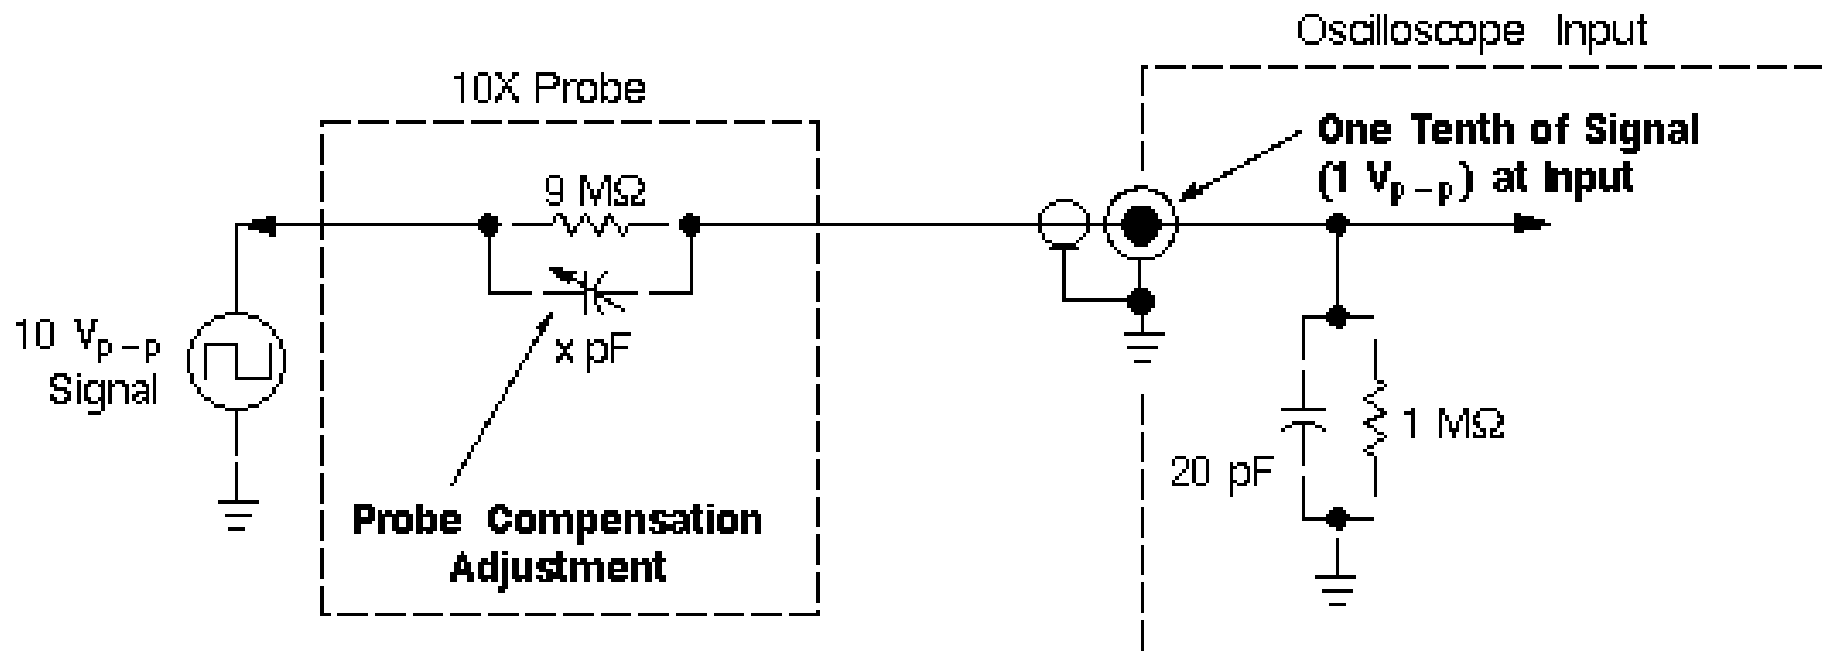 Oscilloscope Input
10X Probe
One Tenth of Signal
(1 Vp–p) at Input
9 MΩ
10 Vp–p
Signal
x pF
1 MΩ
20 pF
Probe Compensation
Adjustment